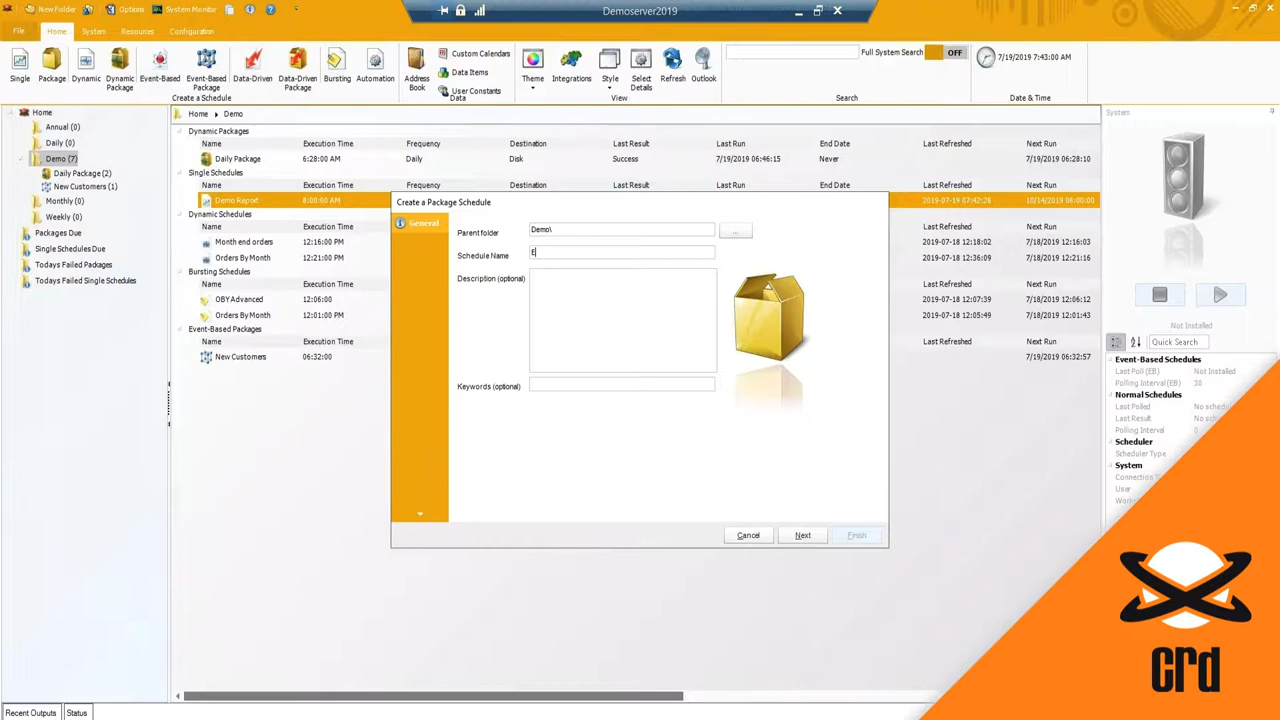 New Folder Options System Monitor
Demoserver2019
File Home System Resources Configuration
Single Package Dynamic Dynamic Package Event-Based Event-Based Package Data-Driven Data-Driven Package Bursting Automation
Create a Schedule
Address Book Custom Calendars
Data Items
User Constants
Data
Theme Integrations Style Select Details Refresh Outlook
View
Full System Search OFF
Search
7/19/2019 7:43:00 AM
Date & Time
Home
Annual (0)
Daily (0)
Demo (7)
Daily Package (2)
New Customers (1)
Monthly (0)
Weekly (0)
Packages Due
Single Schedules Due
Todays Failed Packages
Todays Failed Single Schedules
Home Demo
Dynamic Packages
Name Execution Time Frequency Destination Last Result Last Run End Date Last Refreshed Next Run
Daily Package 6:28:00 AM Daily Disk Success 7/19/2019 06:46:15 Never 7/19/2019 06:28:10
Single Schedules
Name Execution Time Frequency Destination Last Result Last Run End Date Last Refreshed Next Run
Demo Report 8:00:00 AM 2019-07-19 07:42:26 10/14/2019 08:00:00
Dynamic Schedules
Name Execution Time Last Refreshed Next Run
Month end orders 12:16:00 PM 2019-07-18 12:18:02 7/18/2019 12:16:03
Orders By Month 12:21:00 PM 2019-07-18 12:36:09 7/18/2019 12:21:16
Bursting Schedules
Name Execution Time Last Refreshed Next Run
OBY Advanced 12:06:00 2019-07-18 12:07:39 7/18/2019 12:06:12
Orders By Month 12:01:00 PM 2019-07-18 12:05:49 7/18/2019 12:01:43
Event-Based Packages
Name Execution Time Last Refreshed Next Run
New Customers 06:32:00 7/19/2019 06:32:57
Create a Package Schedule
General
Parent folder Demo\ ...
Schedule Name E
Description (optional)
Keywords (optional)
Cancel Next Finish
System
Not Installed
Quick Search
Event-Based Schedules
Last Poll (EB) Not Installed
Polling Interval (EB) 30
Normal Schedules
Last Polled
Last Result
Polling Interval 0
Scheduler
Scheduler Type
System
User
crd
Recent Outputs Status